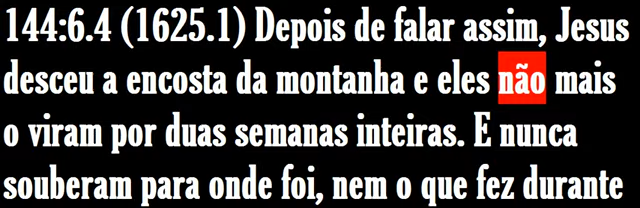 144:6.4 (1625.1) Depois de falar assim, Jesus
desceu a encosta da montanha e eles não mais
o viram por duas semanas inteiras. E nunca
souberam para onde foi, nem o que fez durante